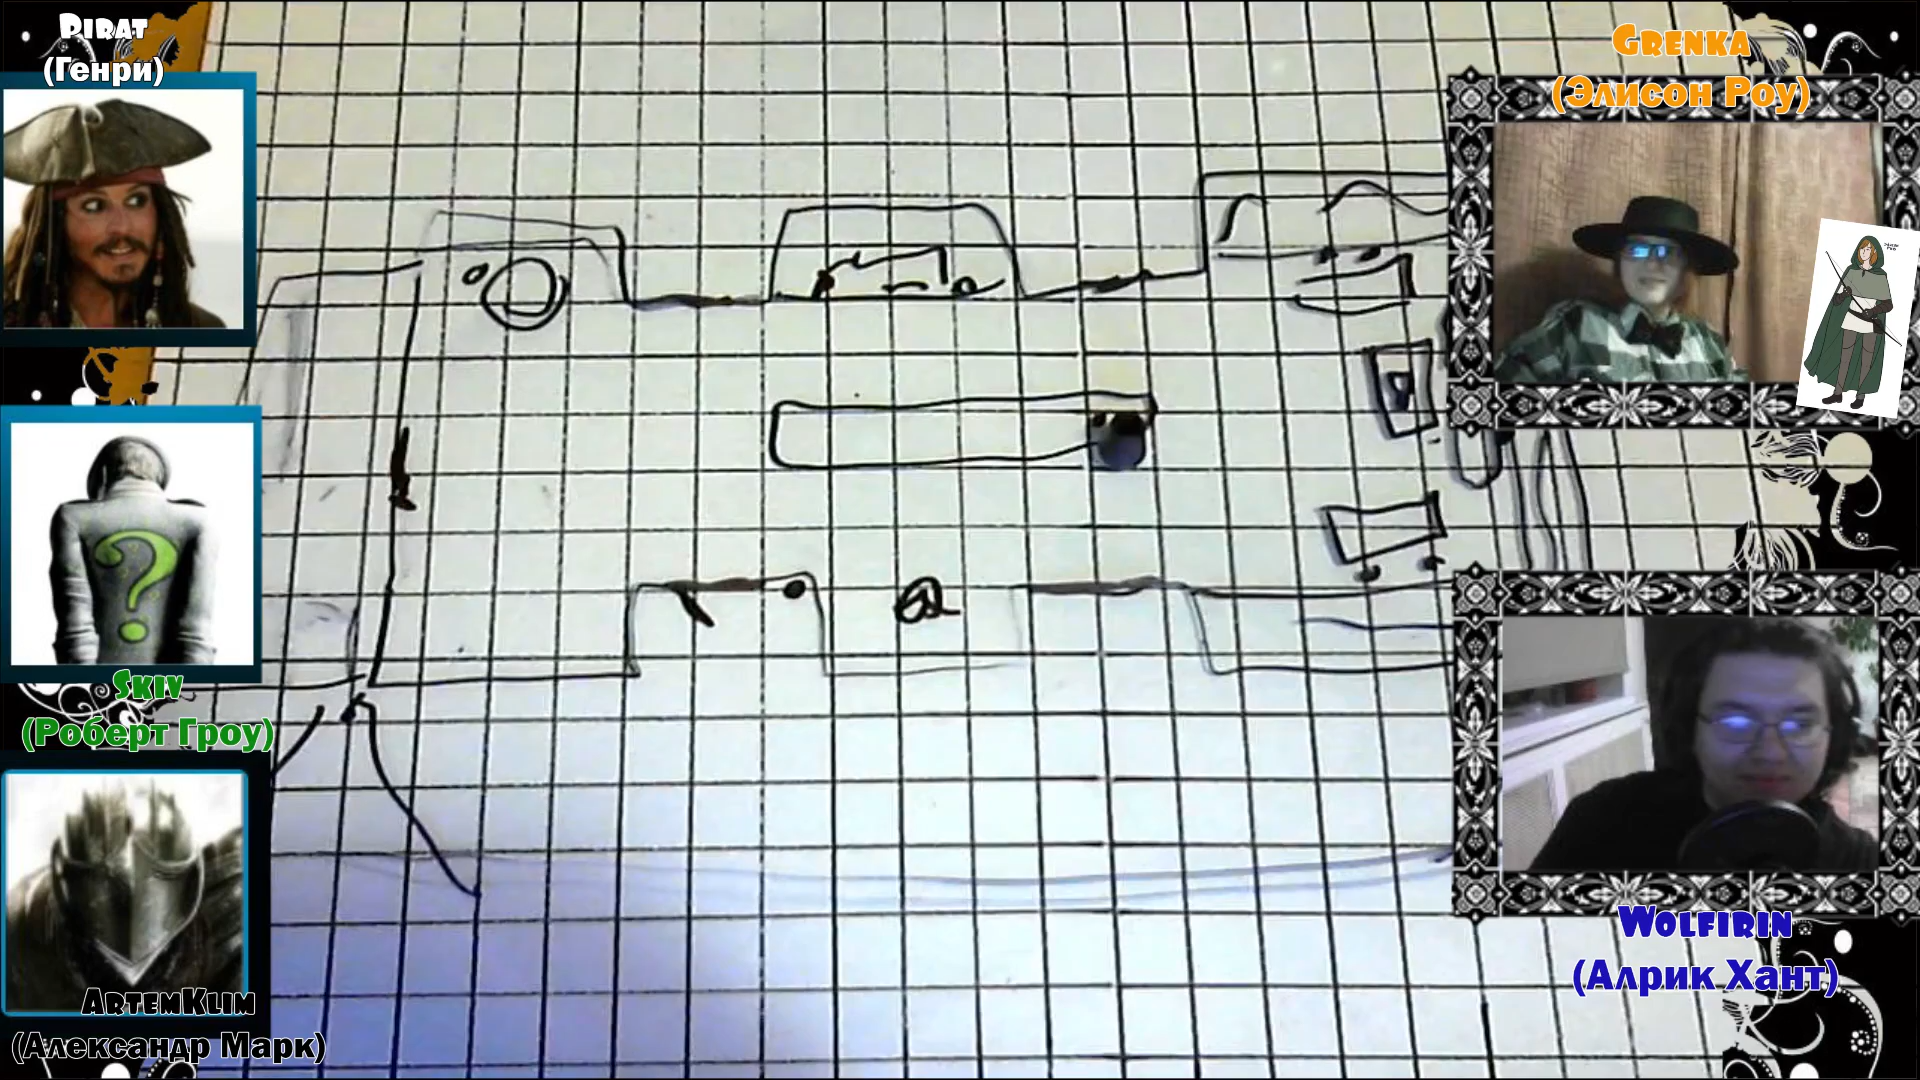 Pirat
(Генри)
Skiv
(Роберт Гроу)
ArtemKlim
(Александр Марк)
Grenka
(Элисон Роу)
Wolfirin
(Алрик Хант)